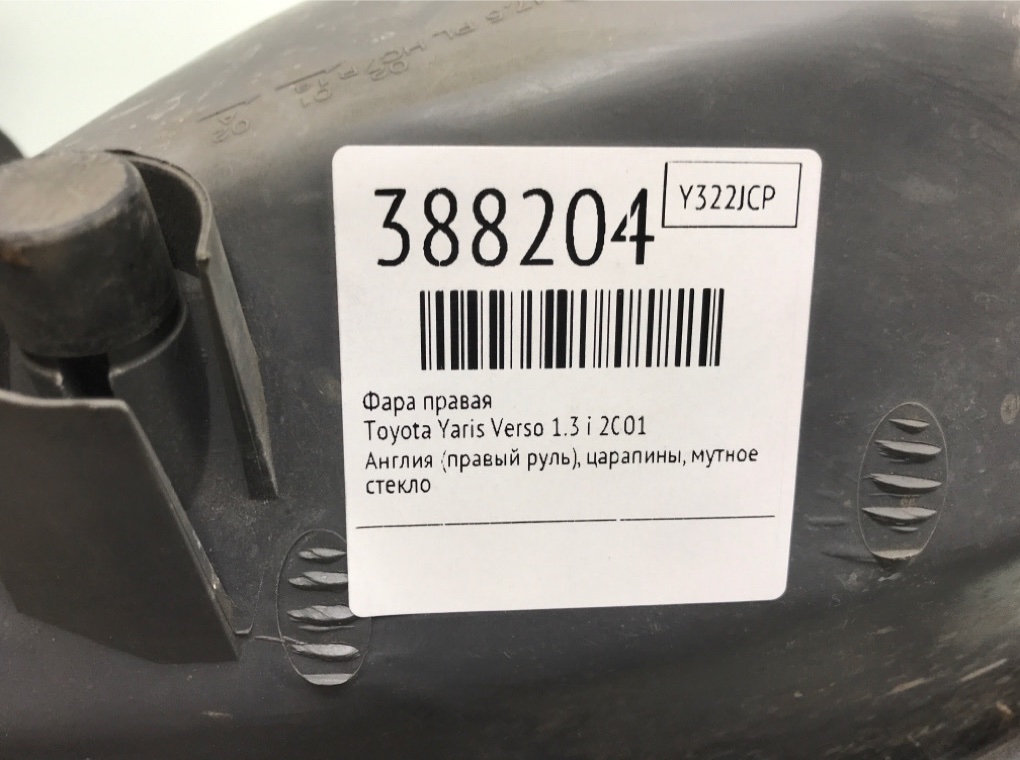 388204
Y322JCP
Фара правая
Toyota Yaris Verso 1.3 i 2001
Англия (правый руль), царапины, мутное
стекло